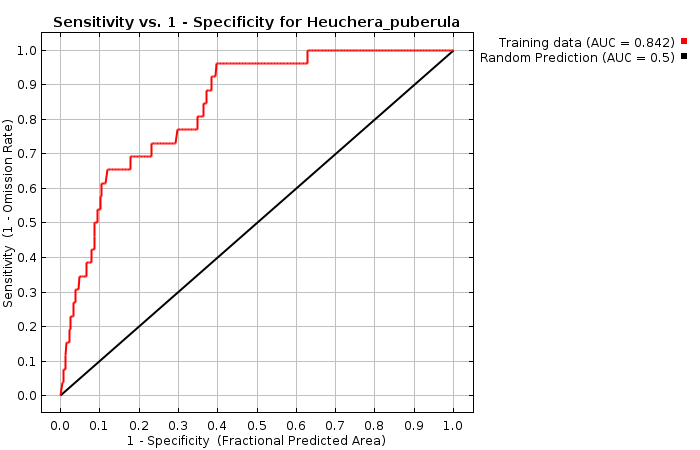 Sensitivity vs. 1 - Specificity for Heuchera_puberula
Training data (AUC = 0.842)
Random Prediction (AUC = 0.5)
Sensitivity (1 - Omission Rate)
1.0
0.9
0.8
0.7
0.6
0.5
0.4
0.3
0.2
0.1
0.0
0.0 0.1 0.2 0.3 0.4 0.5 0.6 0.7 0.8 0.9 1.0
1 - Specificity (Fractional Predicted Area)